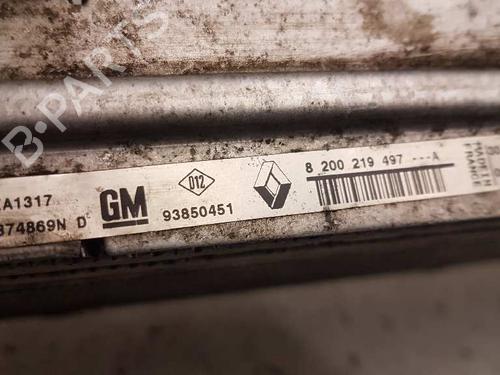 B-PARTS
A1317
874869N D
GM
D12
93850451
8 200 219 497 ---A
MADE IN
FRANCE